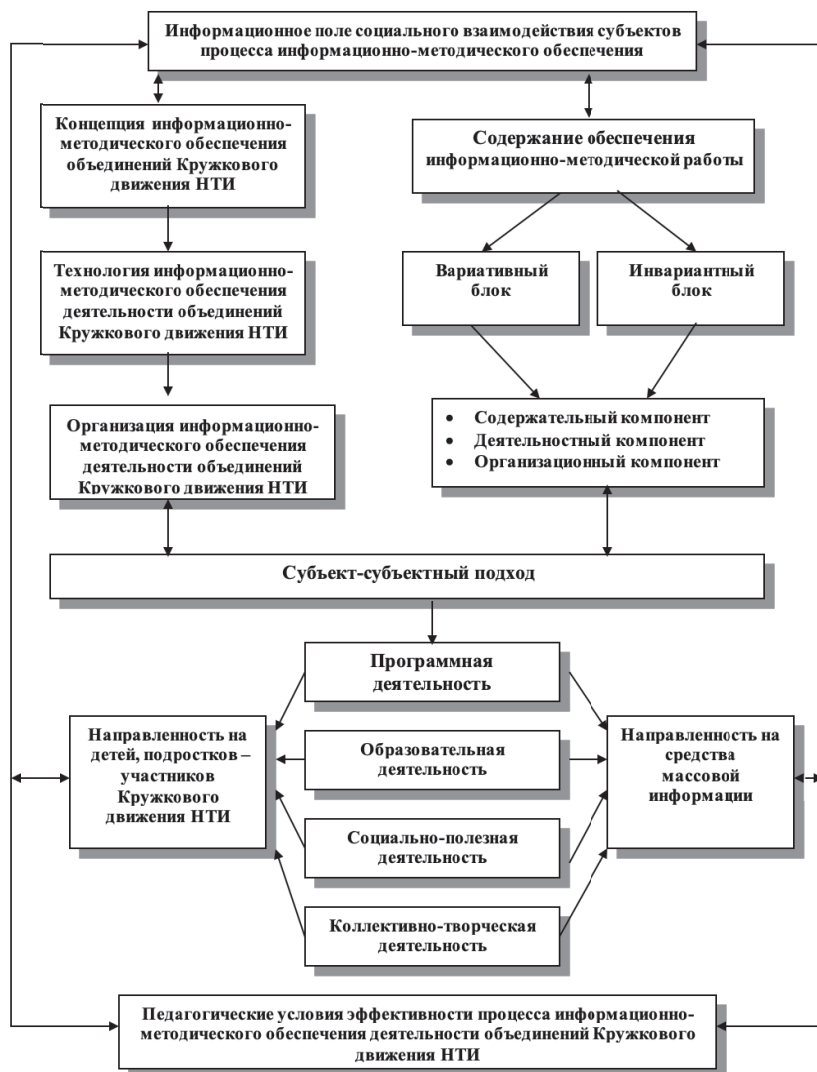 Информационное поле социального взаимодействия субъектов
процесса информационно-методического обеспечения
Концепция информационно-
методического обеспечения
объединений Кружкового
движения НТИ
Содержание обеспечения
информационно-методической работы
Технология информационно-
методического обеспечения
деятельности объединений
Кружкового движения НТИ
Вариативный
блок
Инвариантный
блок
Организация информационно-
методического обеспечения
деятельности объединений
Кружкового движения НТИ
• Содержательный компонент
• Деятельностный компонент
• Организационный компонент
Субъект-субъектный подход
Программная
деятельность
Направленность на
детей, подростков –
участников
Кружкового
движения НТИ
Образовательная
деятельность
Направленность на
средства
массовой
информации
Социально-полезная
деятельность
Коллективно-творческая
деятельность
Педагогические условия эффективности процесса информационно-
методического обеспечения деятельности объединений Кружкового
движения НТИ